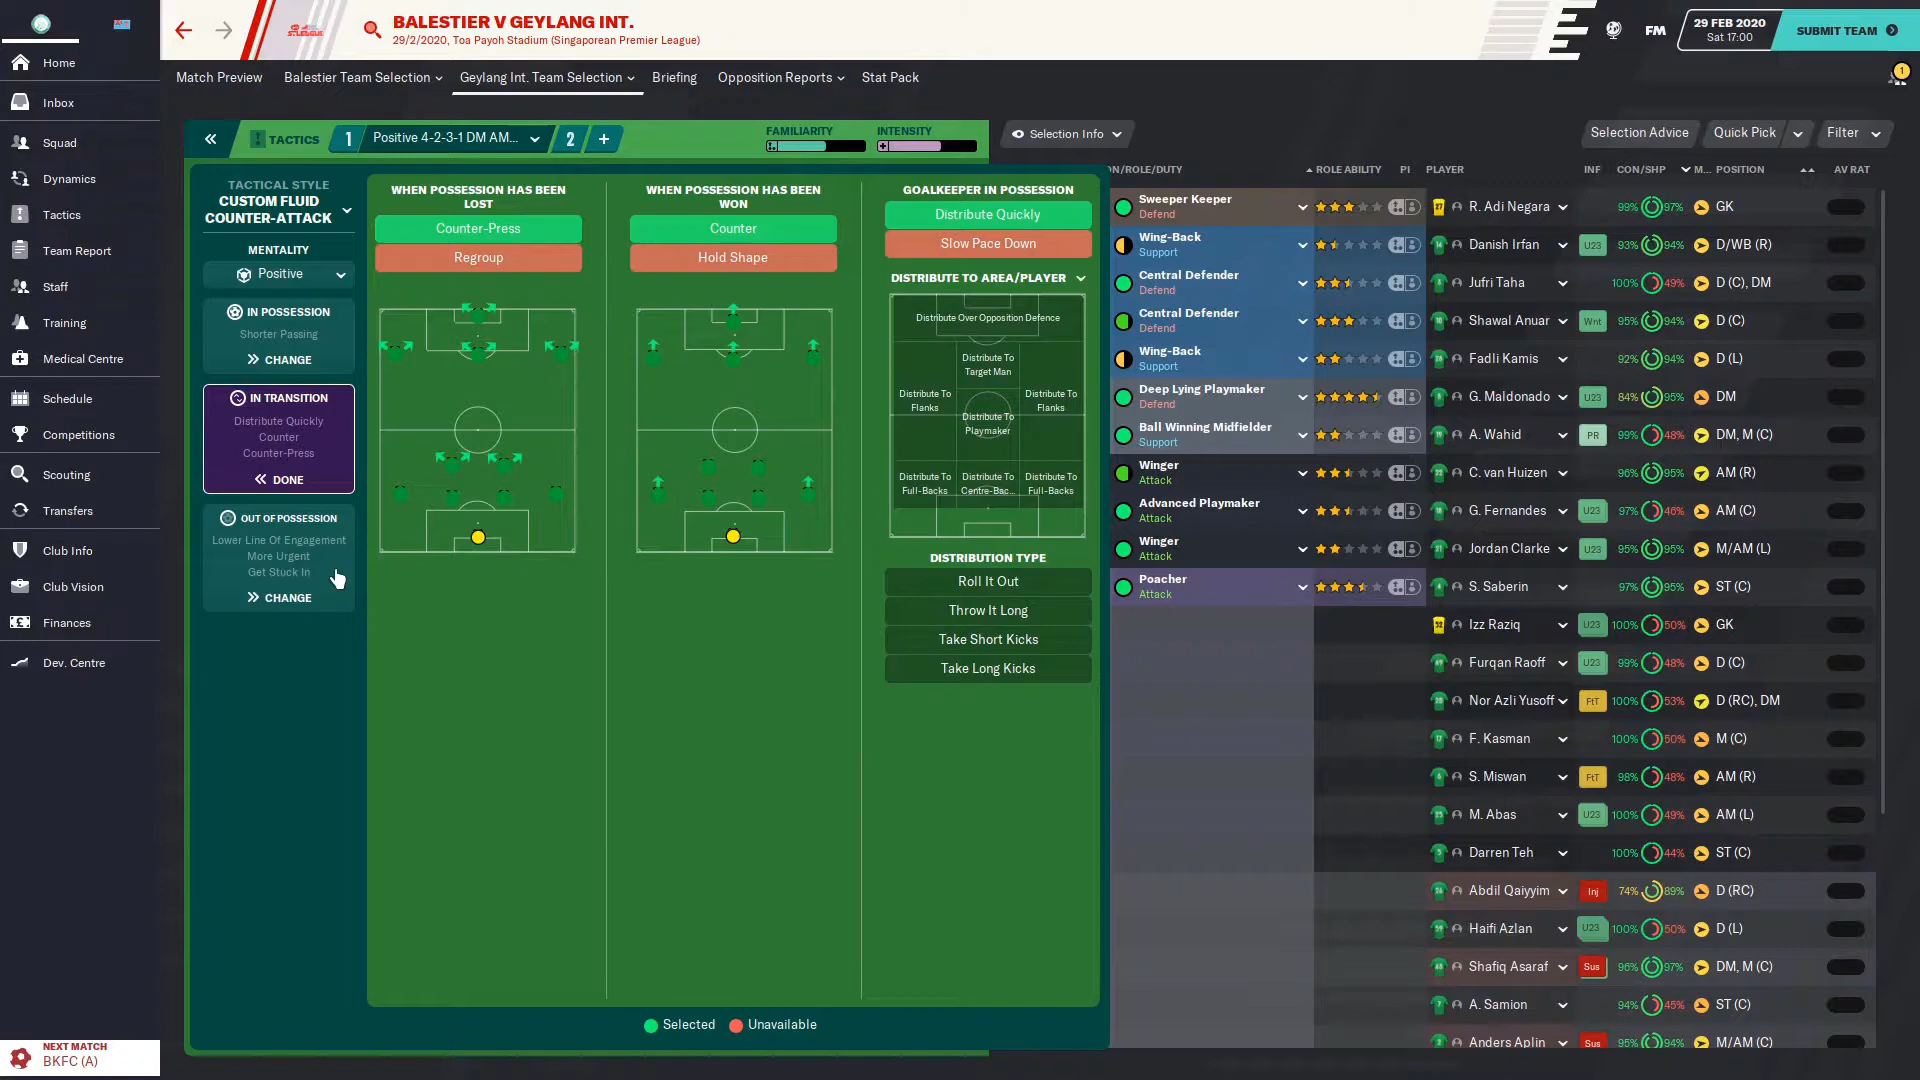 BALESTIER V GEYLANG INT.
29/2/2020, Toa Payoh Stadium (Singaporean Premier League)
FM
29 FEB 2020
Sat 17:00
SUBMIT TEAM
Match Preview
Balestier Team Selection
Geylang Int. Team Selection
Briefing
Opposition Reports
Stat Pack
1
Home
Inbox
Squad
Dynamics
Tactics
Team Report
Staff
Training
Medical Centre
Schedule
Competitions
Scouting
Transfers
Club Info
Club Vision
Finances
Dev. Centre
NEXT MATCH
BKFC (A)
TACTICS
1
Positive 4-2-3-1 DM AM...
2
+
FAMILIARITY
INTENSITY
Selection Info
Selection Advice
Quick Pick
Filter
TACTICAL STYLE
CUSTOM FLUID
COUNTER-ATTACK
MENTALITY
Positive
IN POSSESSION
Shorter Passing
CHANGE
IN TRANSITION
Distribute Quickly
Counter
Counter-Press
DONE
OUT OF POSSESSION
Lower Line Of Engagement
More Urgent
Get Stuck In
CHANGE
WHEN POSSESSION HAS BEEN
LOST
Counter-Press
Regroup
WHEN POSSESSION HAS BEEN
WON
Counter
Hold Shape
GOALKEEPER IN POSSESSION
Distribute Quickly
Slow Pace Down
DISTRIBUTE TO AREA/PLAYER
Distribute Over Opposition Defence
Distribute To
Target Man
Distribute To
Flanks
Distribute To
Playmaker
Distribute To
Flanks
Distribute To
Full-Backs
Distribute To
Centre-Bac...
Distribute To
Full-Backs
DISTRIBUTION TYPE
Roll It Out
Throw It Long
Take Short Kicks
Take Long Kicks
Selected
Unavailable
ON/ROLE/DUTY ROLE ABILITY PI PLAYER INF CON/SHP M... POSITION AV RAT
Sweeper Keeper
Defend
R. Adi Negara 99% 97% GK
Wing-Back
Support
Danish Irfan U23 93% 94% D/WB (R)
Central Defender
Defend
Jufri Taha 100% 49% D (C), DM
Central Defender
Defend
Shawal Anuar Wnt 95% 94% D (C)
Wing-Back
Support
Fadli Kamis 92% 94% D (L)
Deep Lying Playmaker
Defend
G. Maldonado U23 84% 95% DM
Ball Winning Midfielder
Support
A. Wahid PR 99% 48% DM, M (C)
Winger
Attack
C. van Huizen 96% 95% AM (R)
Advanced Playmaker
Attack
G. Fernandes U23 97% 46% AM (C)
Winger
Attack
Jordan Clarke U23 95% 95% M/AM (L)
Poacher
Attack
S. Saberin 97% 95% ST (C)
Izz Raziq U23 100% 50% GK
Furqan Raoff U23 99% 48% D (C)
Nor Azli Yusoff FtT 100% 53% D (RC), DM
F. Kasman 100% 50% M (C)
S. Miswan FtT 98% 48% AM (R)
M. Abas U23 100% 49% AM (L)
Darren Teh 100% 44% ST (C)
Abdil Qaiyyim Inj 74% 89% D (RC)
Haifi Azlan U23 100% 50% D (L)
Shafiq Asaraf Sus 96% 97% DM, M (C)
A. Samion 94% 45% ST (C)
Anders Aplin Sus 95% 94% M/AM (C)